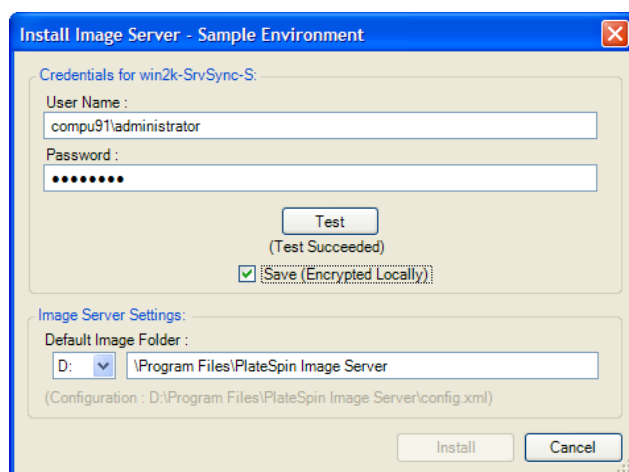 Install Image Server - Sample Environment
Credentials for win2k-SrvSync-S:
User Name :
compu91\administrator
Password :
••••••••
Test
(Test Succeeded)
Save (Encrypted Locally)
Image Server Settings:
Default Image Folder :
D: \Program Files\PlateSpin Image Server
(Configuration : D:\Program Files\PlateSpin Image Server\config.xml)
Install Cancel